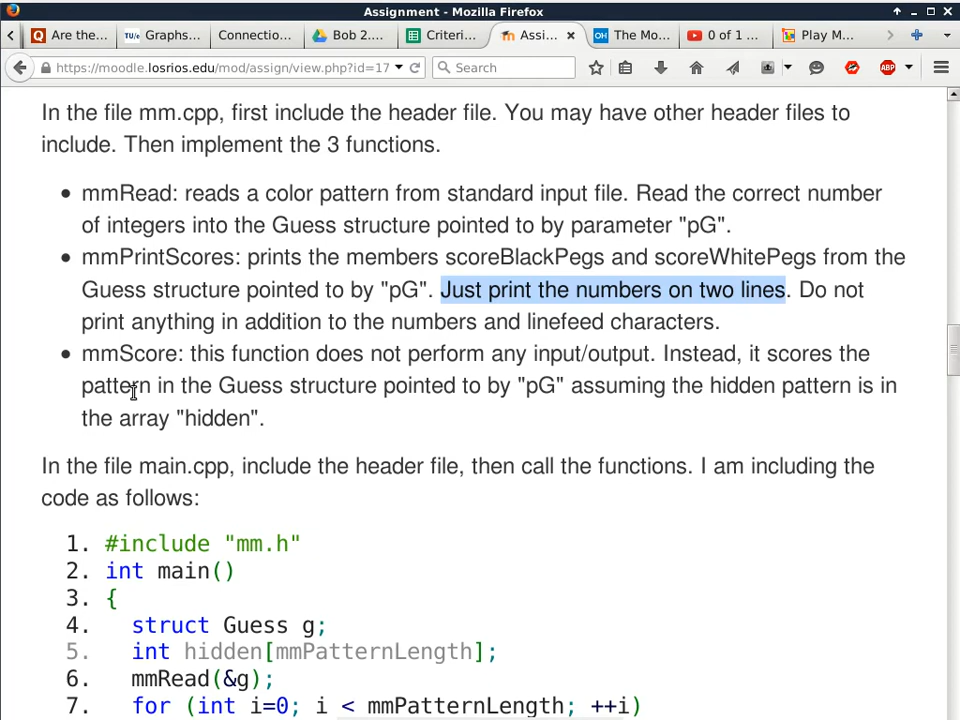 Assignment - Mozilla Firefox
Are the... Graphs... Connectio... Bob 2.... Criteri... Assi... The Mo... 0 of 1 ... Play M...
https://moodle.losrios.edu/mod/assign/view.php?id=17 Search
In the file mm.cpp, first include the header file. You may have other header files to
include. Then implement the 3 functions.
• mmRead: reads a color pattern from standard input file. Read the correct number
of integers into the Guess structure pointed to by parameter "pG".
• mmPrintScores: prints the members scoreBlackPegs and scoreWhitePegs from the
Guess structure pointed to by "pG". Just print the numbers on two lines. Do not
print anything in addition to the numbers and linefeed characters.
• mmScore: this function does not perform any input/output. Instead, it scores the
pattern in the Guess structure pointed to by "pG" assuming the hidden pattern is in
the array "hidden".
In the file main.cpp, include the header file, then call the functions. I am including the
code as follows:
1. #include "mm.h"
2. int main()
3. {
4. struct Guess g;
5. int hidden[mmPatternLength];
6. mmRead(&g);
7. for (int i=0; i < mmPatternLength; ++i)